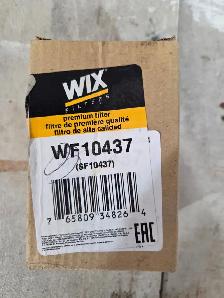 WIX
FILTERS
premium filter
filtre de première qualité
filtro de alta calidad
WF10437
(SF10437)
7 65809 34826 4
EAC